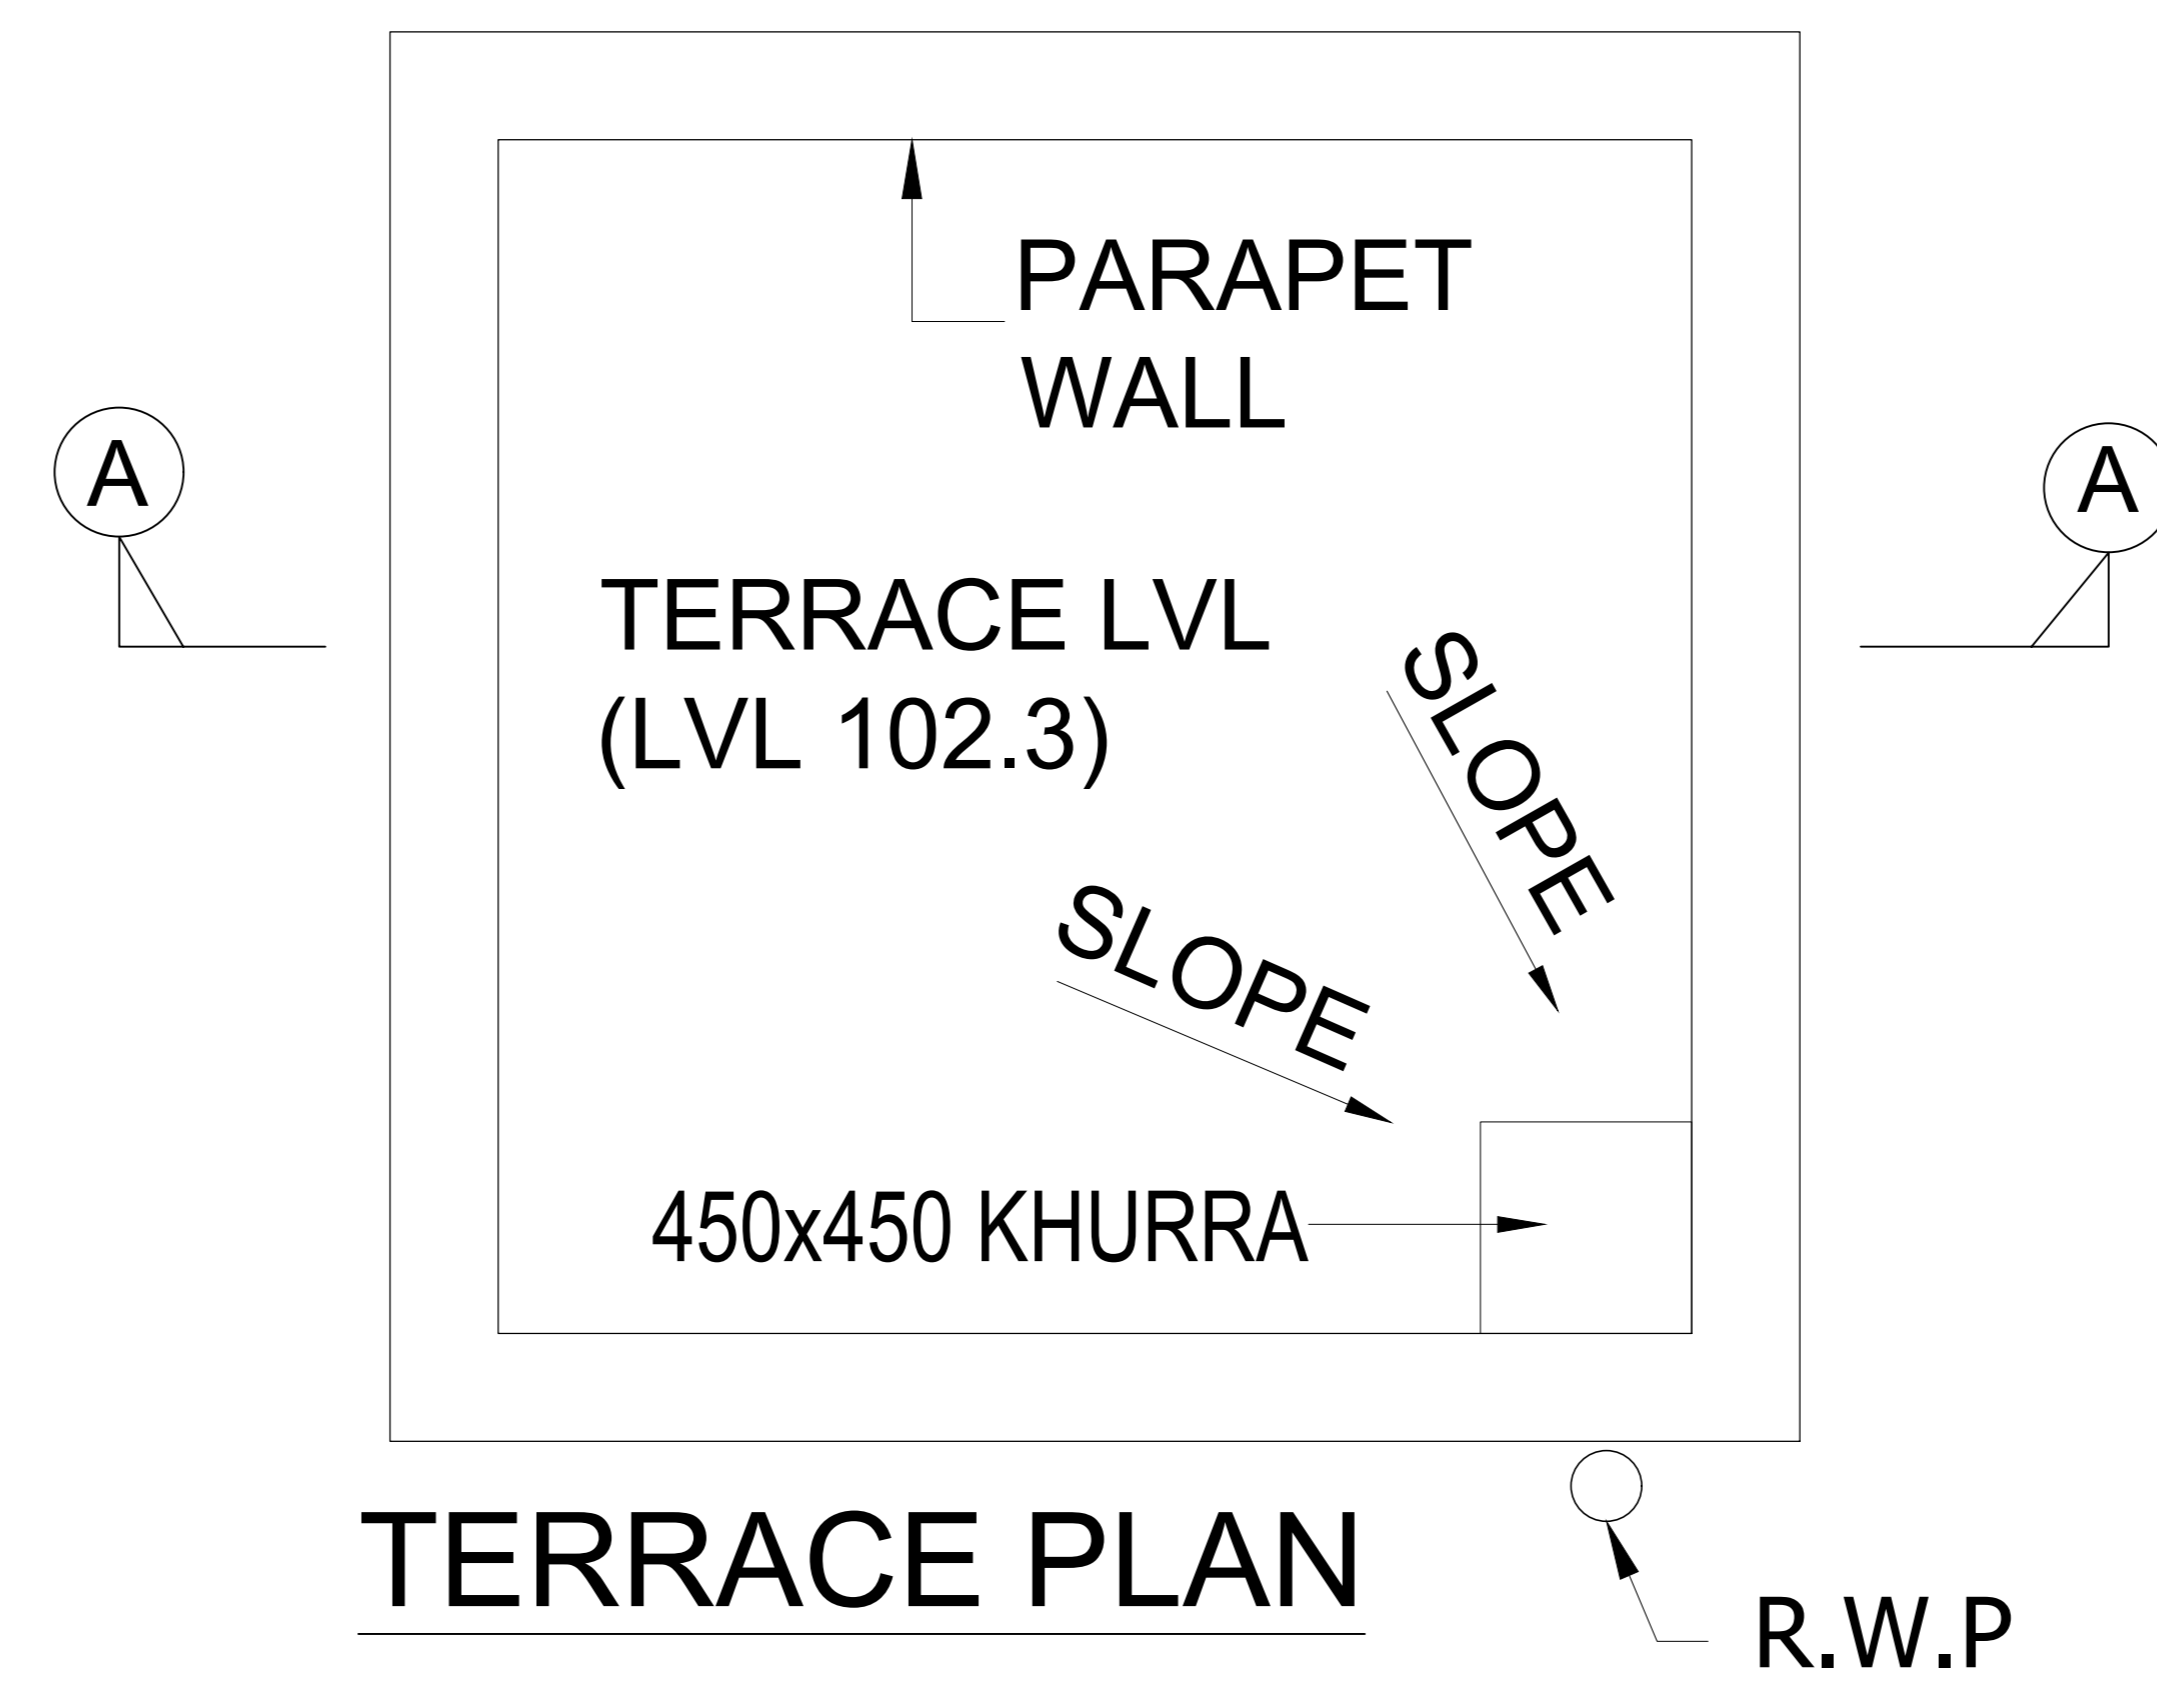 PARAPET
WALL
A
A
TERRACE LVL
(LVL 102.3)
SLOPE
SLOPE
450x450 KHURRA
TERRACE PLAN
R.W.P